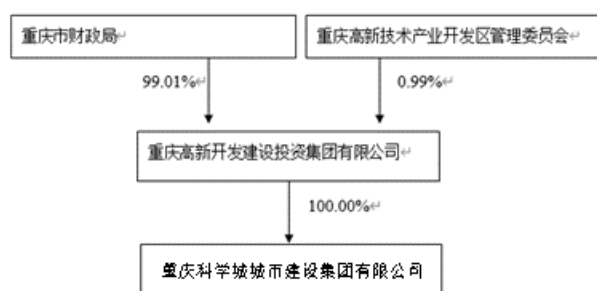 重庆市财政局
重庆高新技术产业开发区管理委员会
99.01%
0.99%
重庆高新开发建设投资集团有限公司
100.00%
重庆科学城城市建设集团有限公司